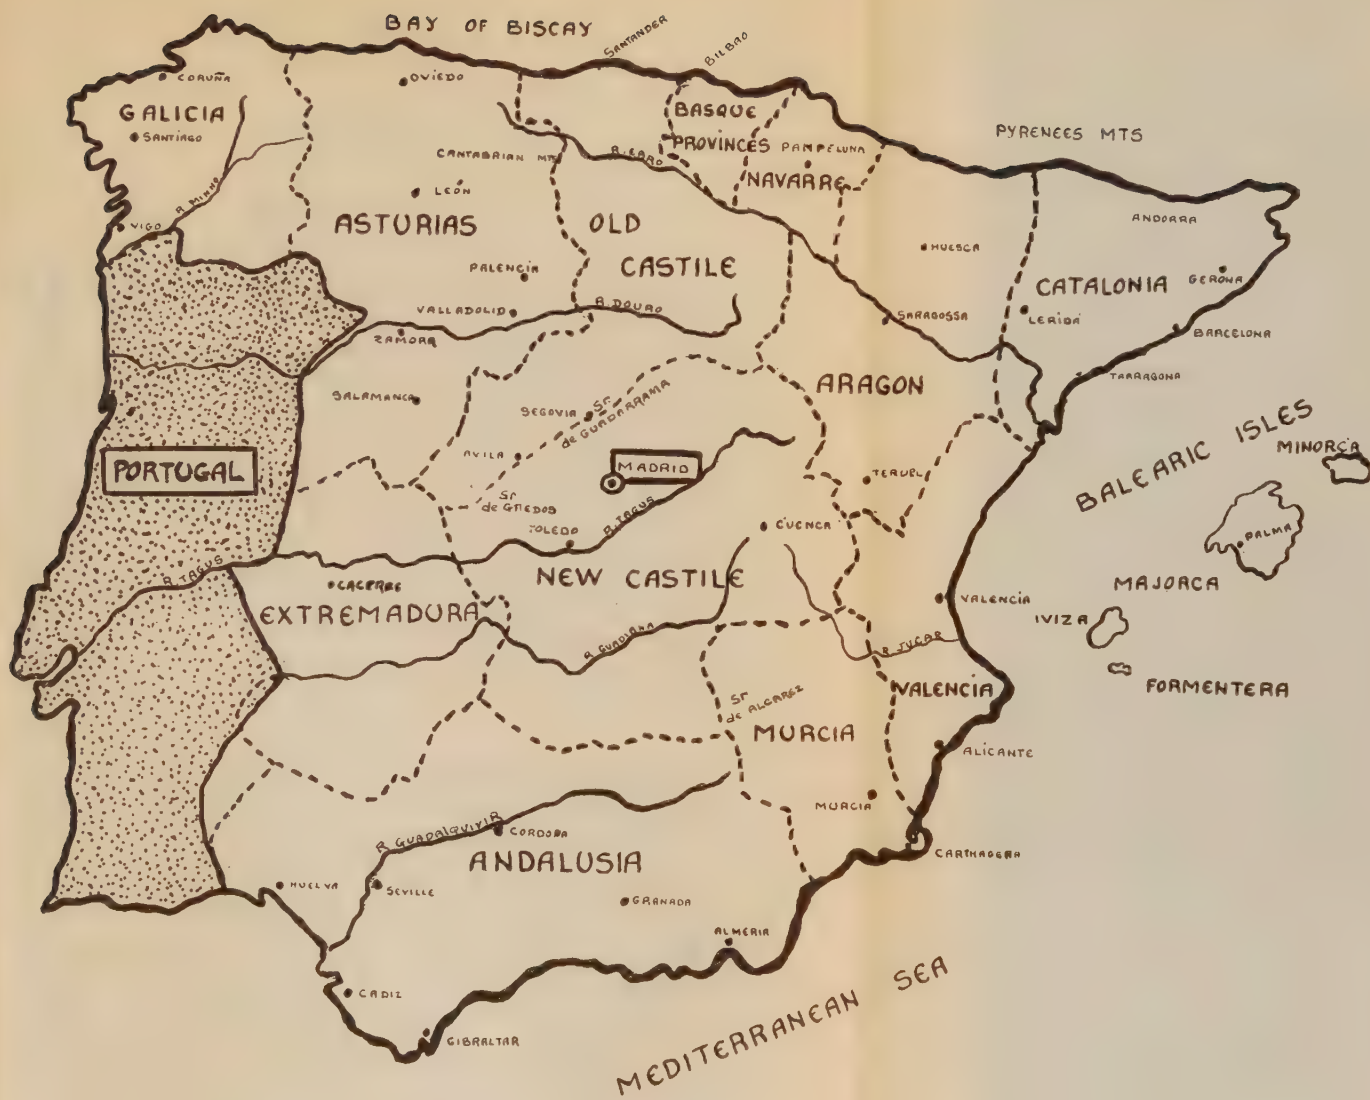 BAY OF BISCAY
SANTANDER
BILBAO
CORUÑA
OVIEDO
GALICIA
SANTIAGO
BASQUE
PROVINCES
PAMPELUNA
NAVARRE
PYRENEES MTS
CANTABRIAN MTS
R. EBRO
LEÓN
R. MINHO
VIGO
ASTURIAS
OLD
CASTILE
ANDORRA
HUESCA
PALENCIA
CATALONIA
GERONA
VALLADOLID
R. DOURO
SARAGOSSA
LERIDA
BARCELONA
ZAMORA
TARRAGONA
SALAMANCA
SEGOVIA
Sr.
de GUADARRAMA
ARAGON
AVILA
MADRID
PORTUGAL
TERUEL
BALEARIC ISLES
MINORCA
Sr.
de GREDOS
TOLEDO
R. TAGUS
CUENCA
PALMA
MAJORCA
R. TAGUS
CACERES
NEW CASTILE
EXTREMADURA
VALENCIA
IVIZA
R. GUADIANA
R. JUCAR
FORMENTERA
Sr.
de ALCAREZ
VALENCIA
MURCIA
ALICANTE
MURCIA
R. GUADALQUIVIR
CORDOBA
CARTHAGENA
ANDALUSIA
HUELVA
SEVILLE
GRANADA
ALMERIA
CADIZ
GIBRALTAR
MEDITERRANEAN SEA